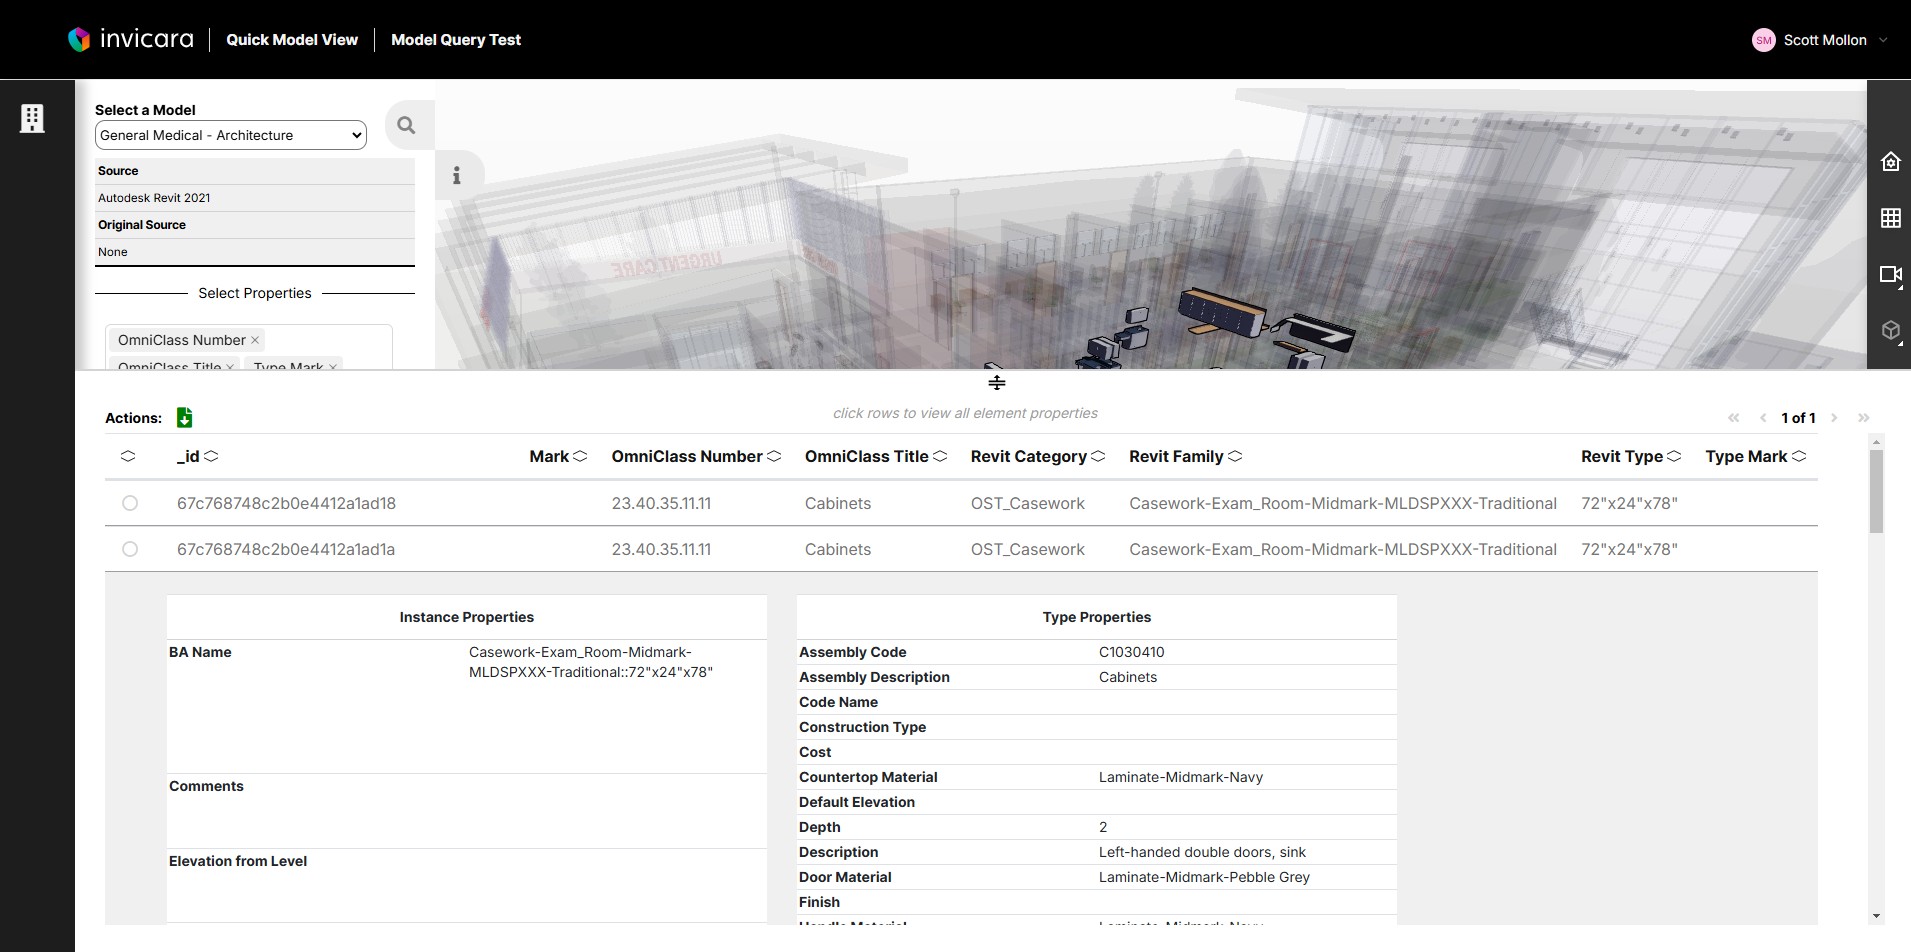 invicara | Quick Model View | Model Query Test
SM Scott Mollon
Select a Model
General Medical - Architecture
Source
Autodesk Revit 2021
Original Source
None
Select Properties
OmniClass Number ×
OmniClass Title × Type Mark ×
URGENT CARE
Actions:
click rows to view all element properties
« ‹ 1 of 1 › »
_id Mark OmniClass Number OmniClass Title Revit Category Revit Family Revit Type Type Mark
67c768748c2b0e4412a1ad18 23.40.35.11.11 Cabinets OST_Casework Casework-Exam_Room-Midmark-MLDSPXXX-Traditional 72"x24"x78"
67c768748c2b0e4412a1ad1a 23.40.35.11.11 Cabinets OST_Casework Casework-Exam_Room-Midmark-MLDSPXXX-Traditional 72"x24"x78"
Instance Properties
BA Name Casework-Exam_Room-Midmark-
MLDSPXXX-Traditional::72"x24"x78"
Comments
Elevation from Level
Type Properties
Assembly Code C1030410
Assembly Description Cabinets
Code Name
Construction Type
Cost
Countertop Material Laminate-Midmark-Navy
Default Elevation
Depth 2
Description Left-handed double doors, sink
Door Material Laminate-Midmark-Pebble Grey
Finish
Handle Material Laminate-Midmark-Navy